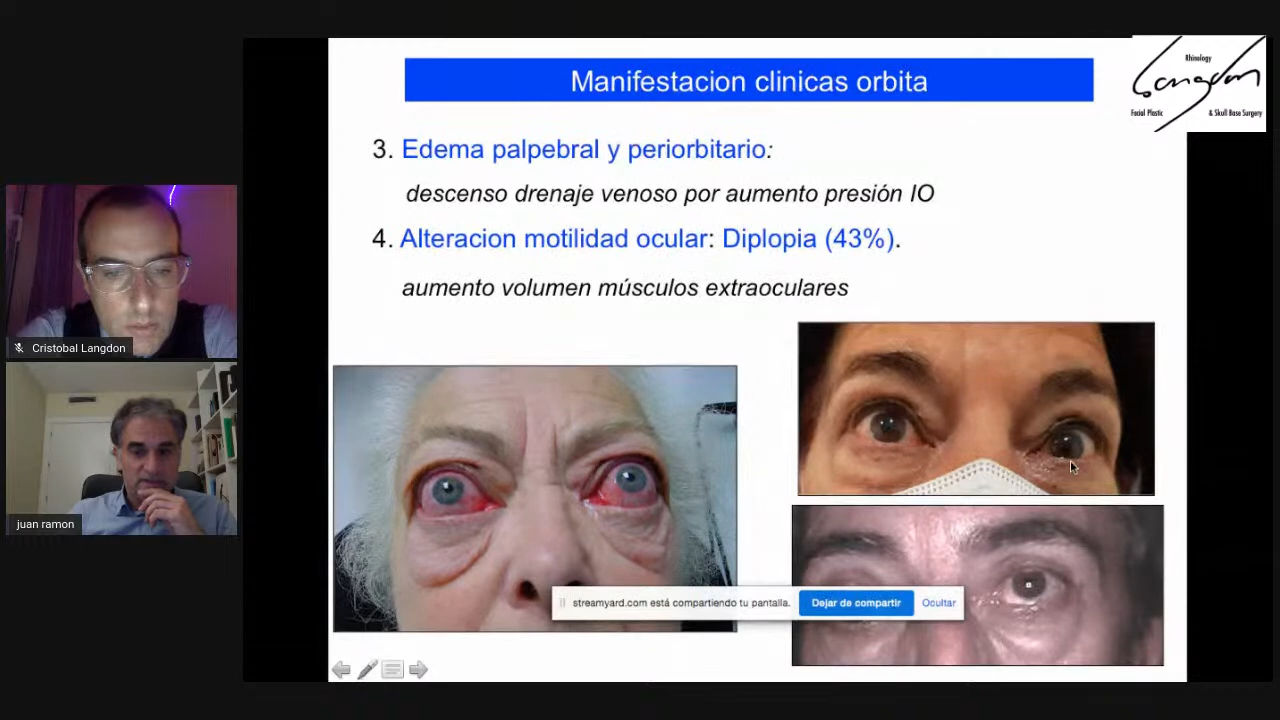 Manifestacion clinicas orbita
Rhinology
Langdon
Facial Plastic
& Skull Base Surgery
3. Edema palpebral y periorbitario:
descenso drenaje venoso por aumento presión IO
4. Alteracion motilidad ocular: Diplopia (43%).
aumento volumen músculos extraoculares
Cristobal Langdon
juan ramon
streamyard.com está compartiendo tu pantalla.
Dejar de compartir
Ocultar